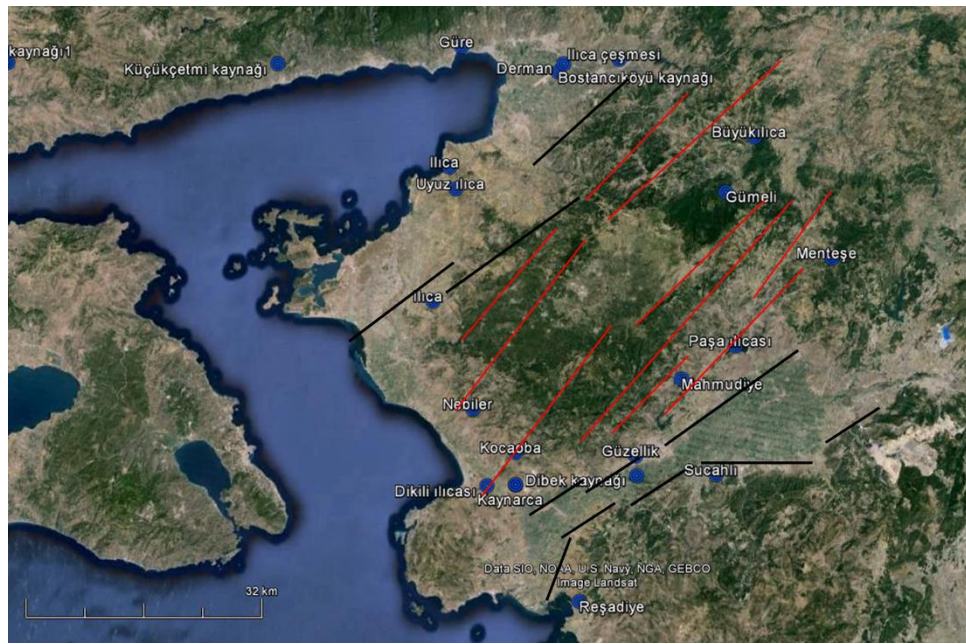 Güre
kaynağı1
Küçükçetmi kaynağı
Ilıca çeşmesi
Derman
Bostancıköyü kaynağı
Büyükılıca
Ilıca
Uyuz ılıca
Gümeli
Menteşe
ılıca
Paşa ılıcası
Mahmudiye
Nebiler
Kocaoba
Güzellik
Sucahlı
Dibek kaynağı
Dikili ılıcası
Kaynarca
Data SIO, NOAA, U.S. Navy, NGA, GEBCO
Image Landsat
32 km
Reşadiye